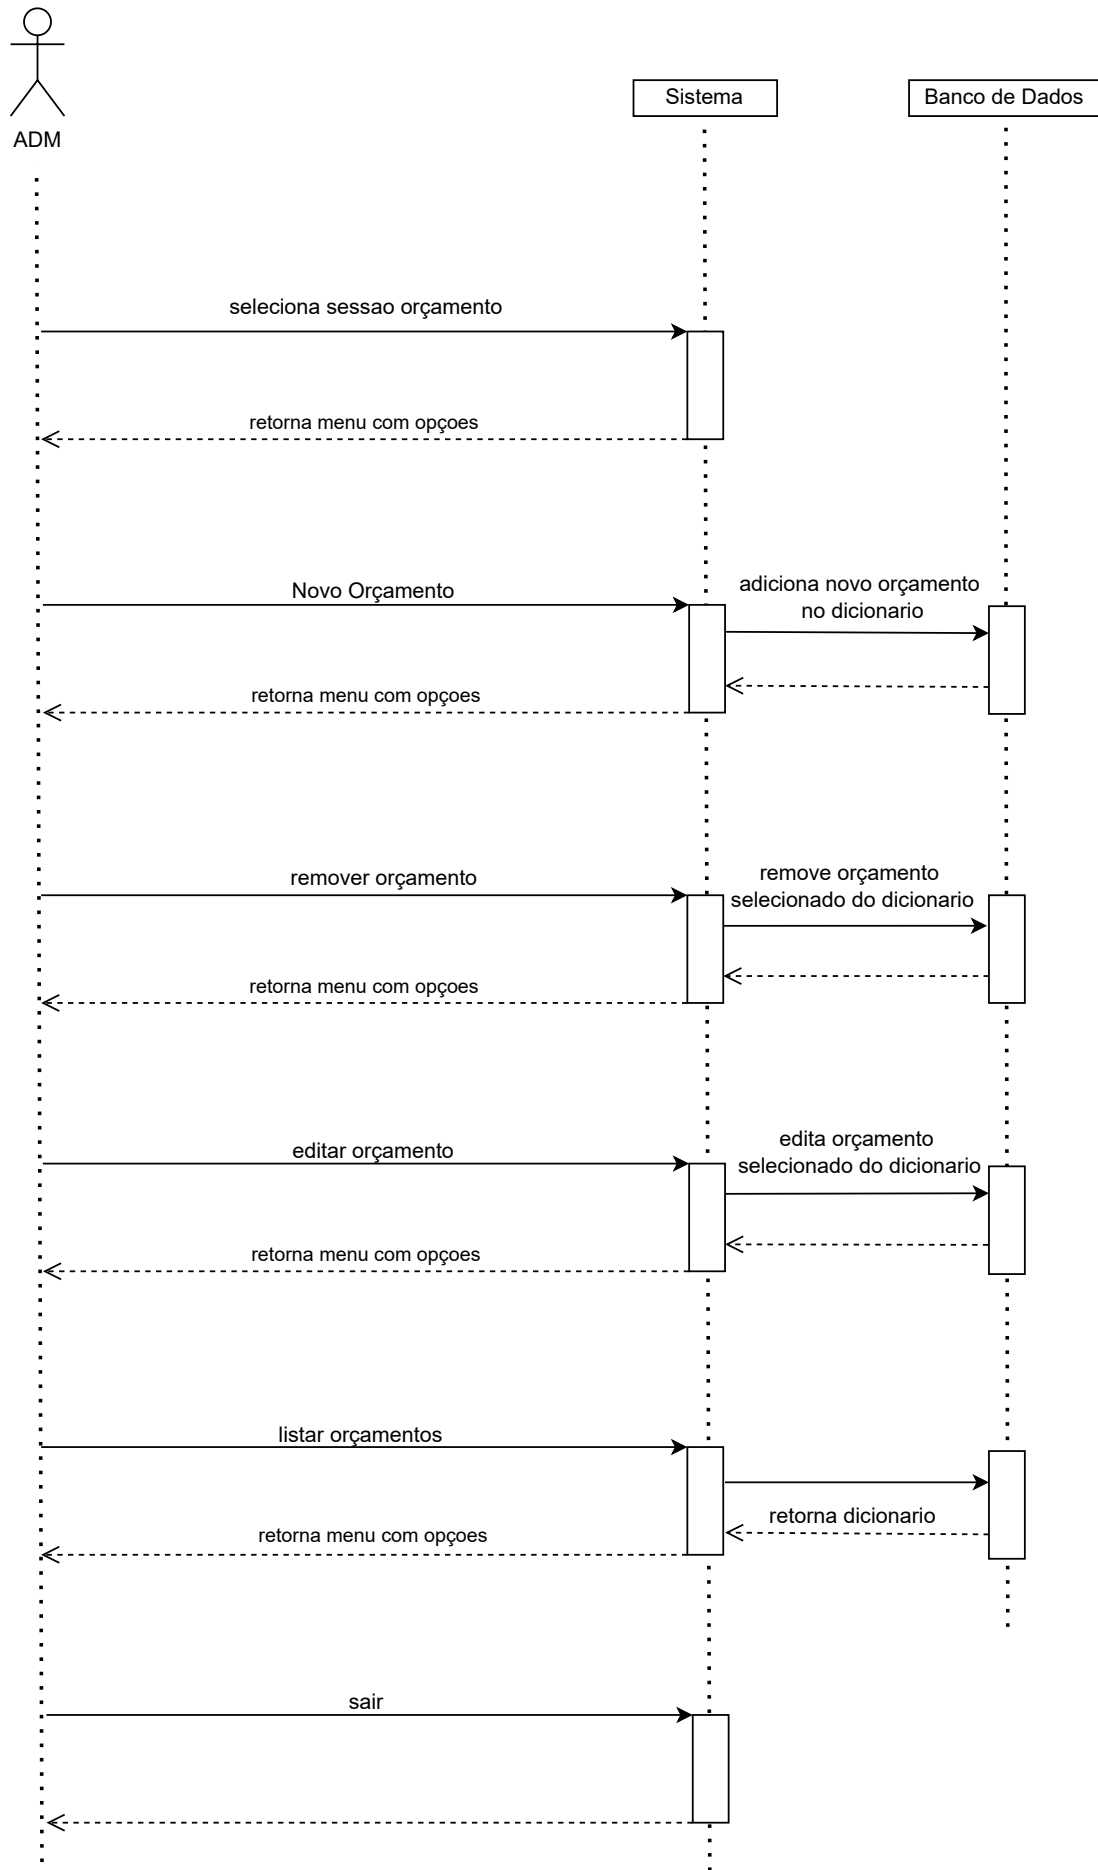 ADM
Sistema
Banco de Dados
seleciona sessao orçamento
retorna menu com opçoes
Novo Orçamento
adiciona novo orçamento
no dicionario
retorna menu com opçoes
remover orçamento
remove orçamento
selecionado do dicionario
retorna menu com opçoes
editar orçamento
edita orçamento
selecionado do dicionario
retorna menu com opçoes
listar orçamentos
retorna dicionario
retorna menu com opçoes
sair